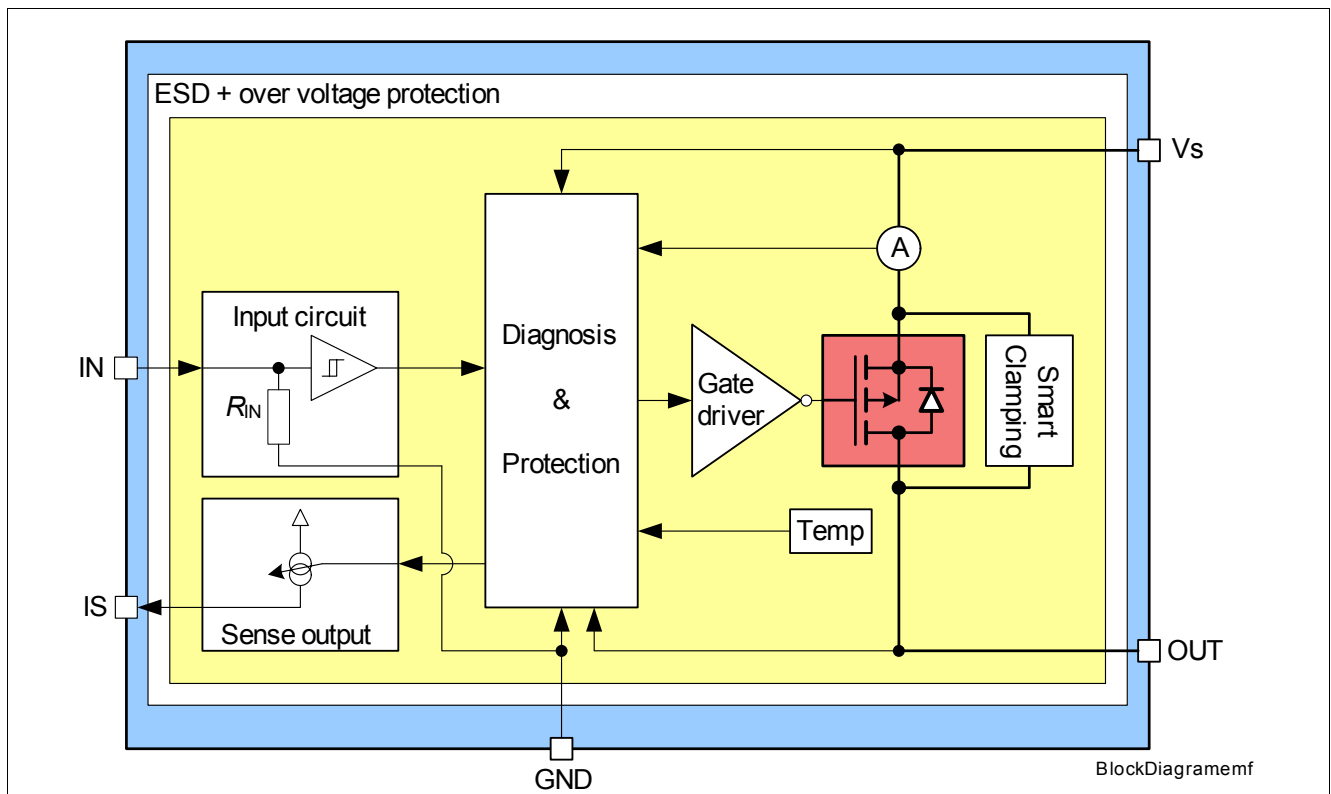 ESD + over voltage protection
Vs
A
Input circuit
IN
RIN
Diagnosis
&
Protection
Gate
driver
Smart
Clamping
Temp
IS
Sense output
OUT
GND
BlockDiagramemf